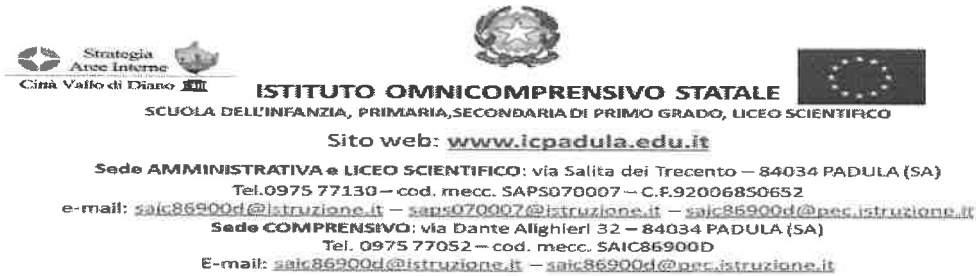 Strategia
Aree Interne
Città Vallo di Diano
ISTITUTO OMNICOMPRENSIVO STATALE
SCUOLA DELL'INFANZIA, PRIMARIA,SECONDARIA DI PRIMO GRADO, LICEO SCIENTIFICO
Sito web: www.icpadula.edu.it
Sede AMMINISTRATIVA e LICEO SCIENTIFICO: via Salita dei Trecento – 84034 PADULA (SA)
Tel.0975 77130 – cod. mecc. SAPS070007 – C.F.92006850652
e-mail: saic86900d@istruzione.it – saps070007@istruzione.it – saic86900d@pec.istruzione.it
Sede COMPRENSIVO: via Dante Alighieri 32 – 84034 PADULA (SA)
Tel. 0975 77052 – cod. mecc. SAIC86900D
E-mail: saic86900d@istruzione.it – saic86900d@pec.istruzione.it